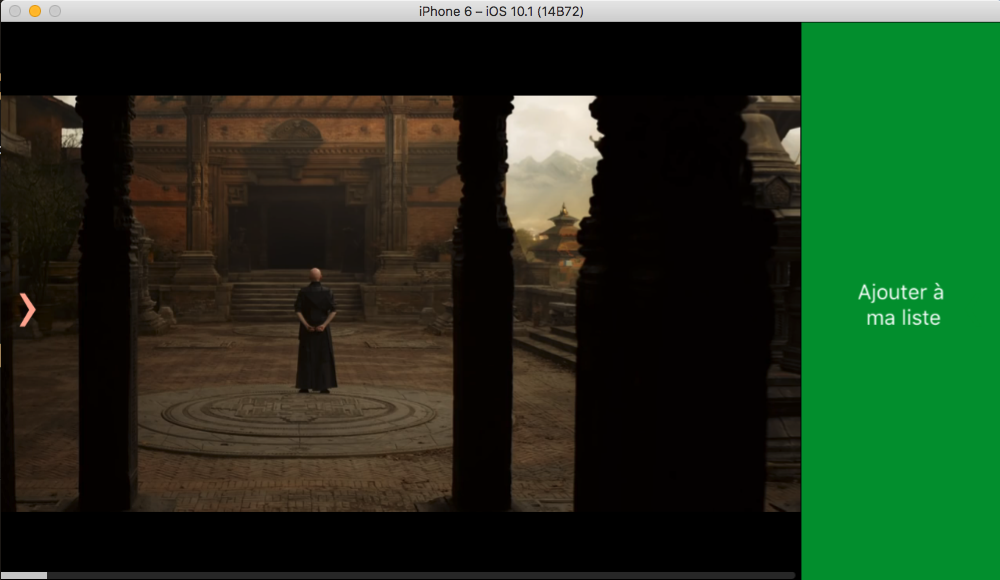 iPhone 6 – iOS 10.1 (14B72)
Ajouter à
ma liste